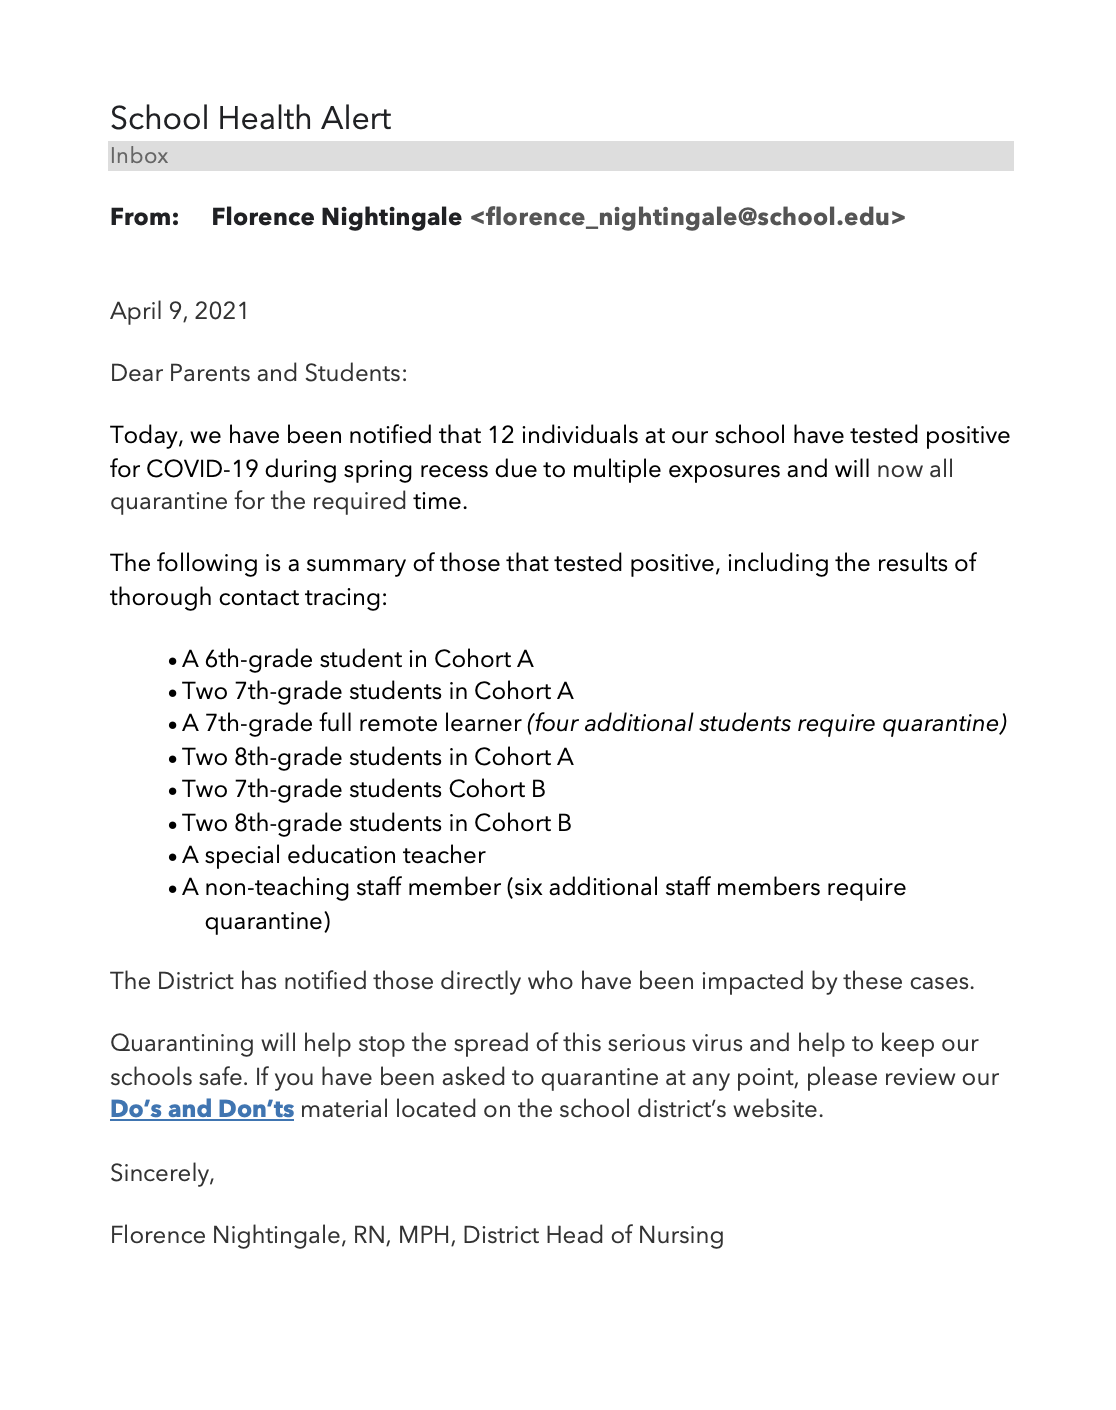 School Health Alert
Inbox
From: Florence Nightingale <florence_nightingale@school.edu>
April 9, 2021
Dear Parents and Students:
Today, we have been notified that 12 individuals at our school have tested positive
for COVID-19 during spring recess due to multiple exposures and will now all
quarantine for the required time.
The following is a summary of those that tested positive, including the results of
thorough contact tracing:
• A 6th-grade student in Cohort A
• Two 7th-grade students in Cohort A
• A 7th-grade full remote learner (four additional students require quarantine)
• Two 8th-grade students in Cohort A
• Two 7th-grade students Cohort B
• Two 8th-grade students in Cohort B
• A special education teacher
• A non-teaching staff member (six additional staff members require
quarantine)
The District has notified those directly who have been impacted by these cases.
Quarantining will help stop the spread of this serious virus and help to keep our
schools safe. If you have been asked to quarantine at any point, please review our
Do’s and Don’ts material located on the school district’s website.
Sincerely,
Florence Nightingale, RN, MPH, District Head of Nursing